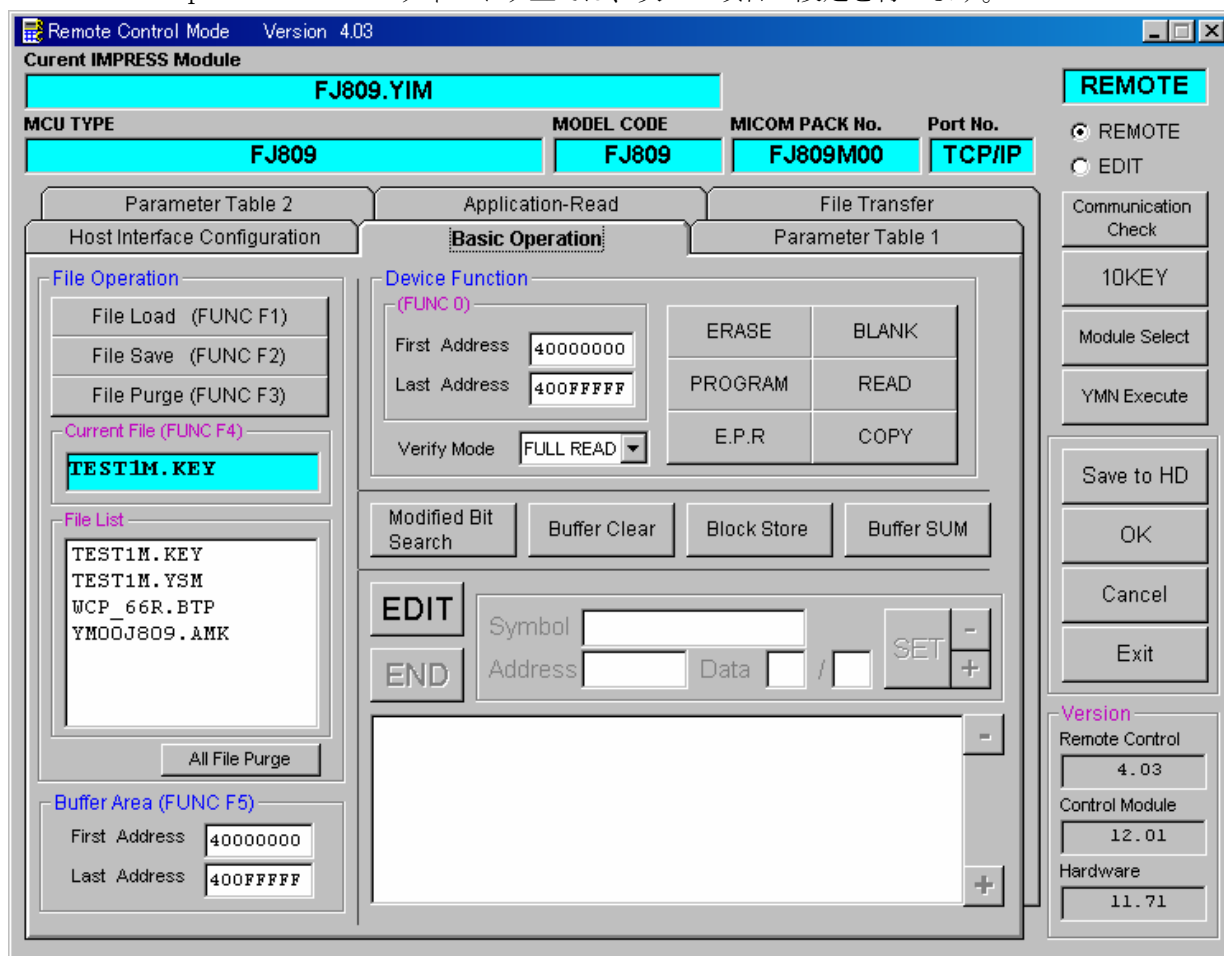 Remote Control Mode Version 4.03
Curent IMPRESS Module
FJ809.YIM
REMOTE
MCU TYPE
MODEL CODE
MICOM PACK No.
Port No.
FJ809
FJ809
FJ809M00
TCP/IP
REMOTE
EDIT
Parameter Table 2
Application-Read
File Transfer
Host Interface Configuration
Basic Operation
Parameter Table 1
Communication
Check
10KEY
Module Select
YMN Execute
File Operation
File Load (FUNC F1)
File Save (FUNC F2)
File Purge (FUNC F3)
Current File (FUNC F4)
TEST1M.KEY
File List
TEST1M.KEY
TEST1M.YSM
WCP_66R.BTP
YM00J809.AMK
All File Purge
Buffer Area (FUNC F5)
First Address 40000000
Last Address 400FFFFF
Device Function
(FUNC 0)
First Address 40000000
Last Address 400FFFFF
Verify Mode FULL READ
ERASE
BLANK
PROGRAM
READ
E.P.R
COPY
Modified Bit
Search
Buffer Clear
Block Store
Buffer SUM
EDIT
END
Symbol
Address
Data /
SET
-
+
-
+
Save to HD
OK
Cancel
Exit
Version
Remote Control
4.03
Control Module
12.01
Hardware
11.71